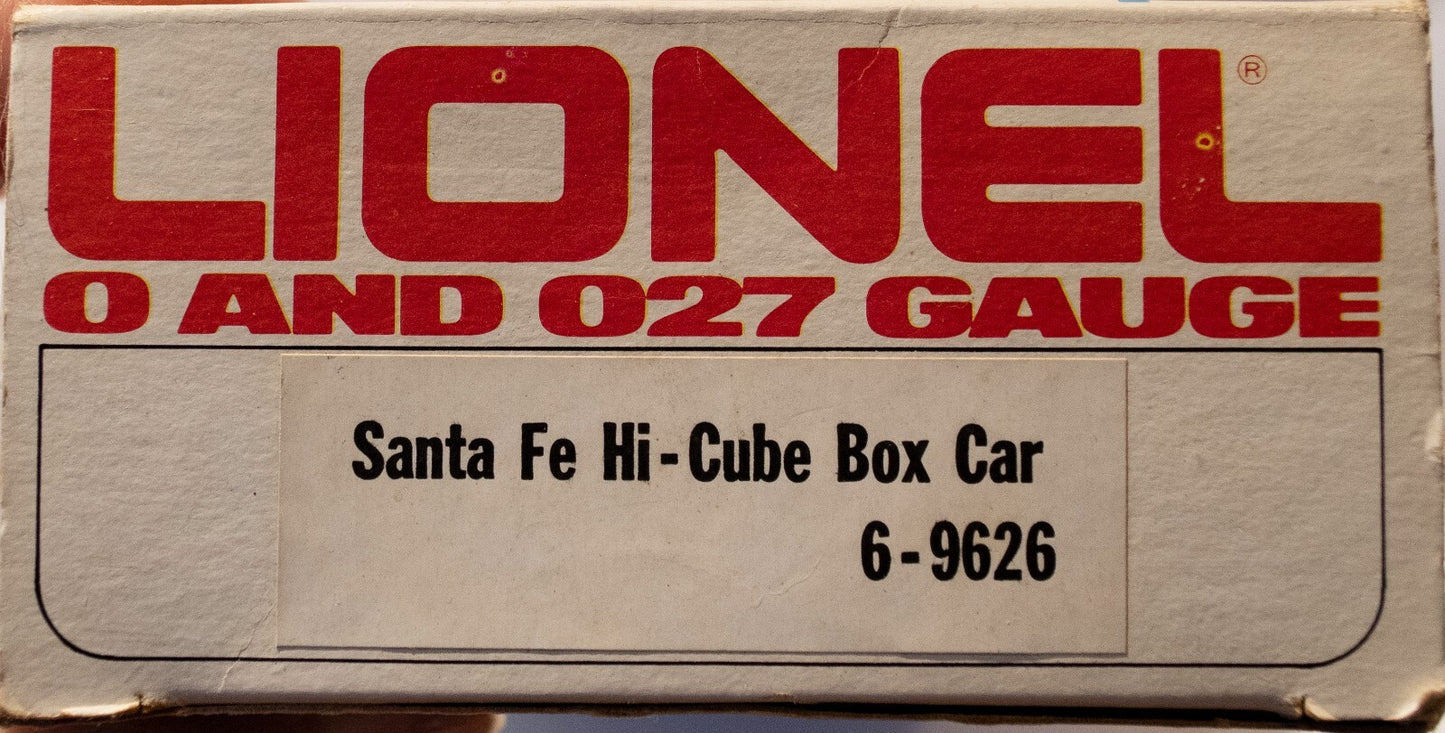 LIONEL®
O AND O27 GAUGE
Santa Fe Hi-Cube Box Car
6-9626